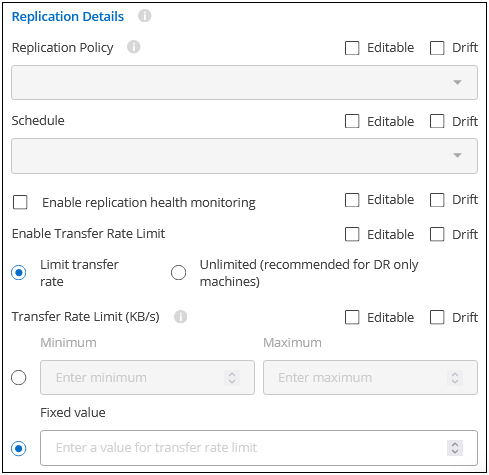 Replication Details i
Replication Policy i Editable Drift
Schedule Editable Drift
Enable replication health monitoring Editable Drift
Enable Transfer Rate Limit Editable Drift
Limit transfer
rate
Unlimited (recommended for DR only
machines)
Transfer Rate Limit (KB/s) i Editable Drift
Minimum Maximum
Enter minimum Enter maximum
Fixed value
Enter a value for transfer rate limit